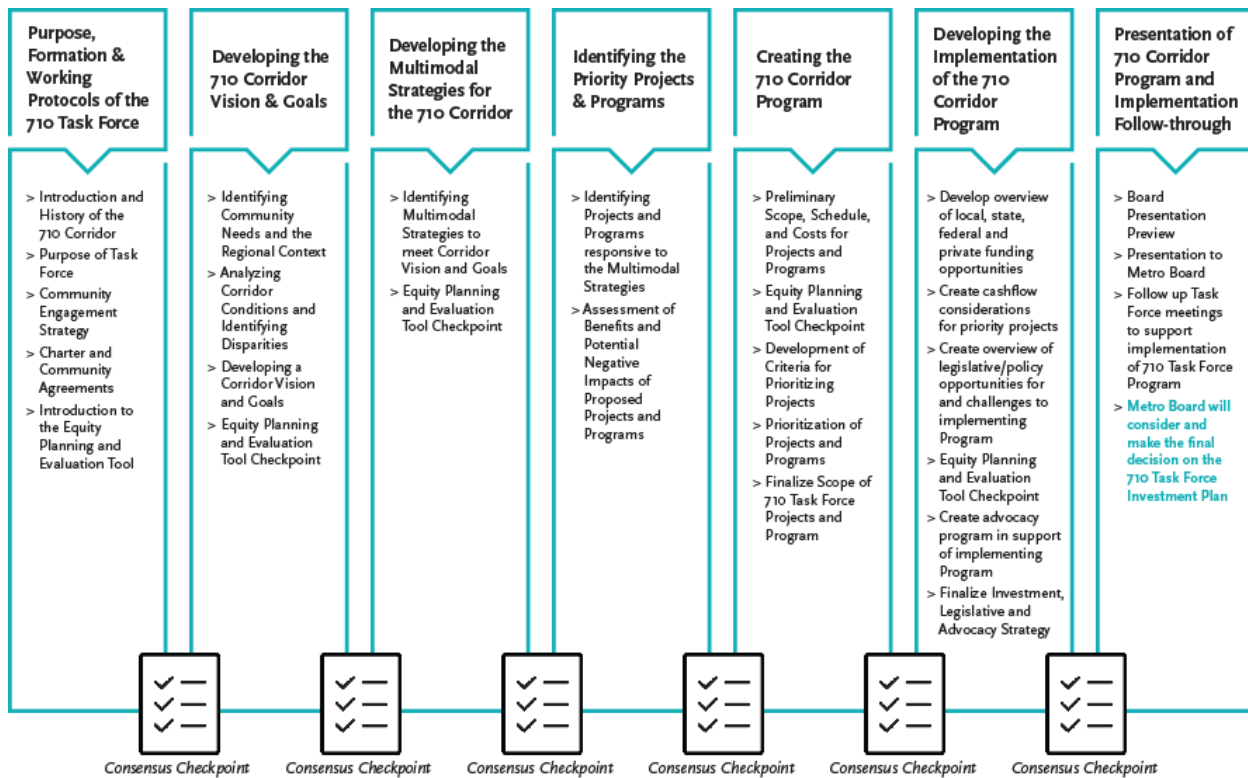 Purpose,
Formation &
Working
Protocols of the
710 Task Force
> Introduction and
History of the
710 Corridor
> Purpose of Task
Force
> Community
Engagement
Strategy
> Charter and
Community
Agreements
> Introduction to
the Equity
Planning and
Evaluation Tool
Developing the
710 Corridor
Vision & Goals
> Identifying
Community
Needs and the
Regional Context
> Analyzing
Corridor
Conditions and
Identifying
Disparities
> Developing a
Corridor Vision
and Goals
> Equity Planning
and Evaluation
Tool Checkpoint
Developing the
Multimodal
Strategies for
the 710 Corridor
> Identifying
Multimodal
Strategies to
meet Corridor
Vision and Goals
> Equity Planning
and Evaluation
Tool Checkpoint
Identifying the
Priority Projects
& Programs
> Identifying
Projects and
Programs
responsive to
the Multimodal
Strategies
> Assessment of
Benefits and
Potential
Negative
Impacts of
Proposed
Projects and
Programs
Creating the
710 Corridor
Program
> Preliminary
Scope, Schedule,
and Costs for
Projects and
Programs
> Equity Planning
and Evaluation
Tool Checkpoint
> Development of
Criteria for
Prioritizing
Projects
> Prioritization of
Projects and
Programs
> Finalize Scope of
710 Task Force
Projects and
Program
Developing the
Implementation
of the 710
Corridor
Program
> Develop overview
of local, state,
federal and
private funding
opportunities
> Create cashflow
considerations
for priority projects
> Create overview of
legislative/policy
opportunities for
and challenges to
implementing
Program
> Equity Planning
and Evaluation
Tool Checkpoint
> Create advocacy
program in support
of implementing
Program
> Finalize Investment,
Legislative and
Advocacy Strategy
Presentation of
710 Corridor
Program and
Implementation
Follow-through
> Board
Presentation
Preview
> Presentation to
Metro Board
> Follow up Task
Force meetings
to support
implementation
of 710 Task Force
Program
> Metro Board will
consider and
make the final
decision on the
710 Task Force
Investment Plan
Consensus Checkpoint
Consensus Checkpoint
Consensus Checkpoint
Consensus Checkpoint
Consensus Checkpoint
Consensus Checkpoint